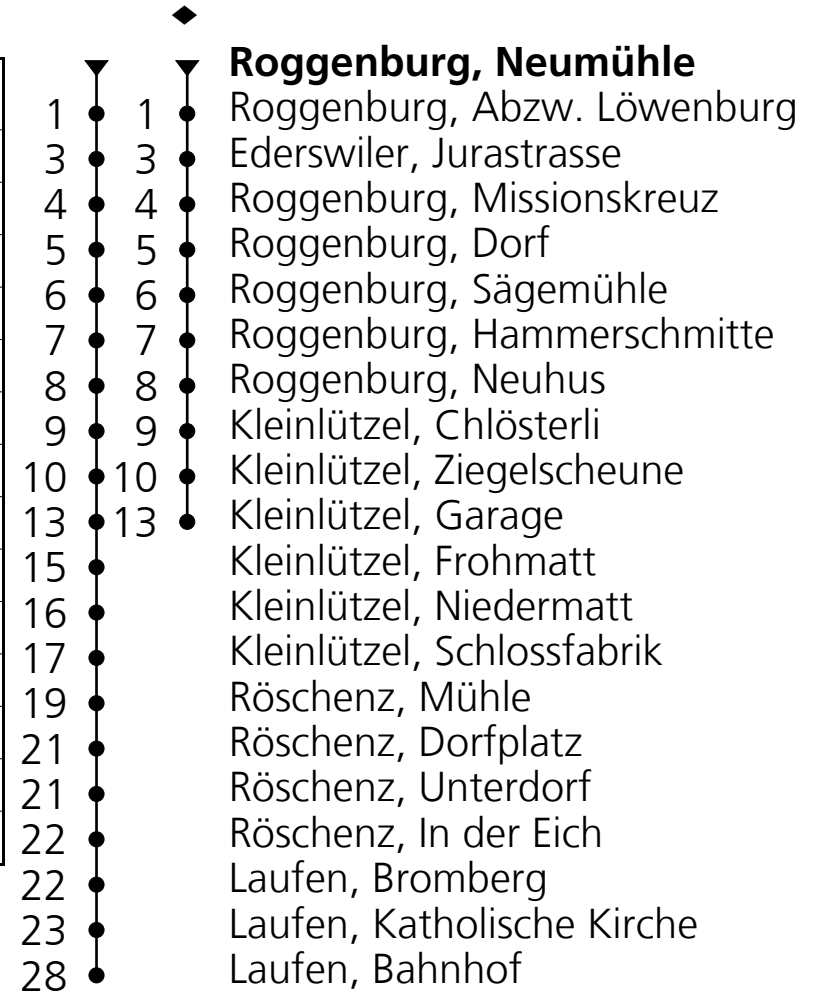 Roggenburg, Neumühle
1 1 Roggenburg, Abzw. Löwenburg
3 3 Ederswiler, Jurastrasse
4 4 Roggenburg, Missionskreuz
5 5 Roggenburg, Dorf
6 6 Roggenburg, Sägemühle
7 7 Roggenburg, Hammerschmitte
8 8 Roggenburg, Neuhus
9 9 Kleinlützel, Chlösterli
10 10 Kleinlützel, Ziegelscheune
13 13 Kleinlützel, Garage
15 Kleinlützel, Frohmatt
16 Kleinlützel, Niedermatt
17 Kleinlützel, Schlossfabrik
19 Röschenz, Mühle
21 Röschenz, Dorfplatz
21 Röschenz, Unterdorf
22 Röschenz, In der Eich
22 Laufen, Bromberg
23 Laufen, Katholische Kirche
28 Laufen, Bahnhof